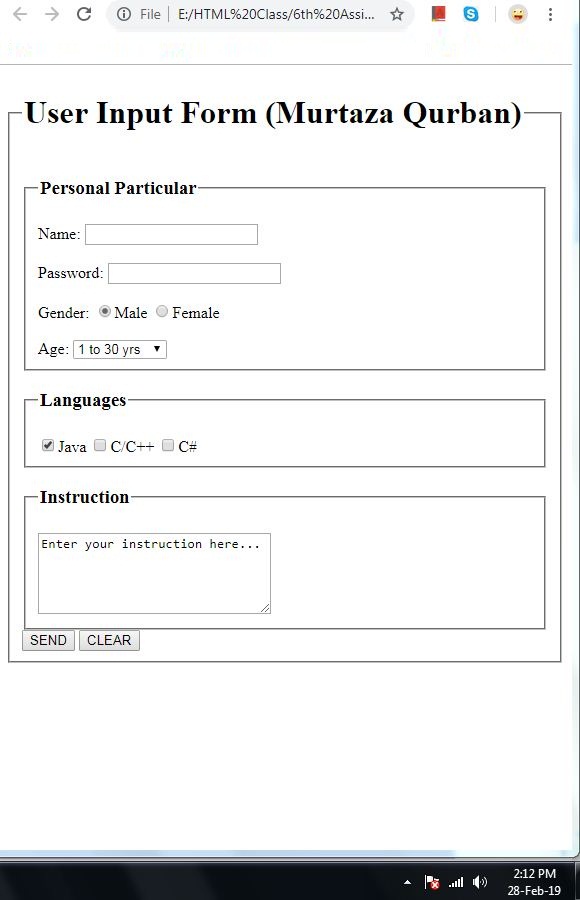 File E:/HTML%20Class/6th%20Assi...
User Input Form (Murtaza Qurban)
Personal Particular
Name:
Password:
Gender: Male Female
Age: 1 to 30 yrs
Languages
Java C/C++ C#
Instruction
Enter your instruction here...
SEND CLEAR
2:12 PM
28-Feb-19